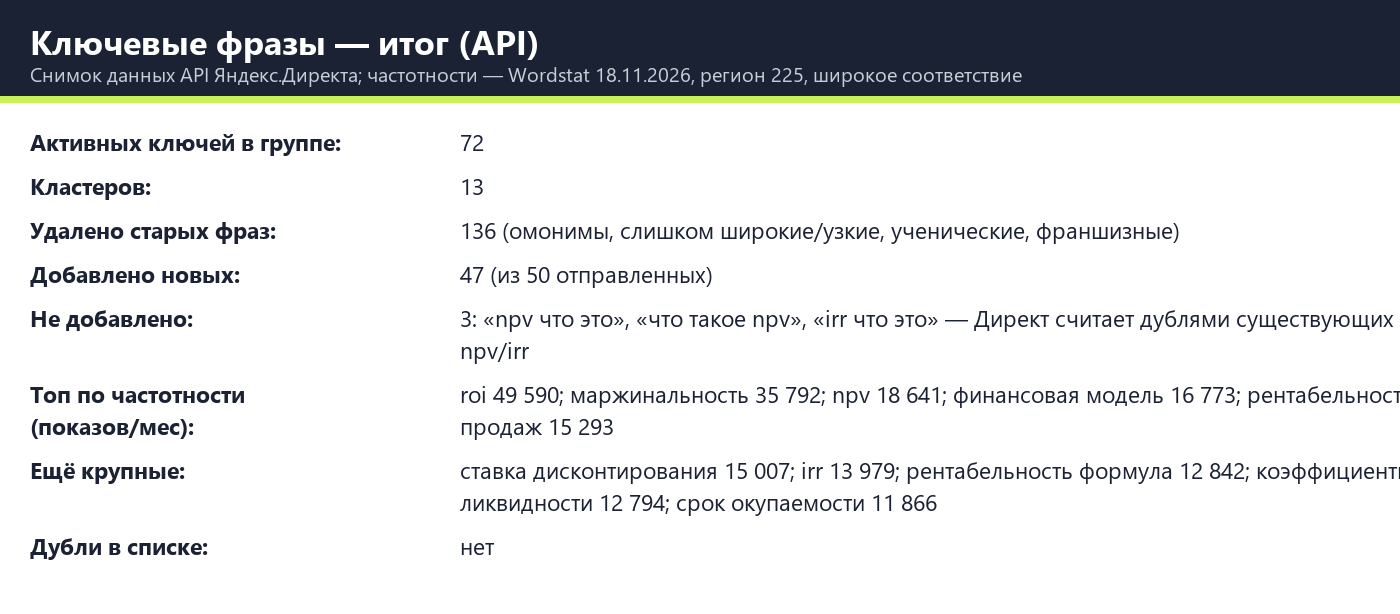 Ключевые фразы — итог (API)
Снимок данных API Яндекс.Директа; частотности — Wordstat 18.11.2026, регион 225, широкое соответствие
Активных ключей в группе: 72
Кластеров: 13
Удалено старых фраз: 136 (омонимы, слишком широкие/узкие, ученические, франшизные)
Добавлено новых: 47 (из 50 отправленных)
Не добавлено: 3: «npv что это», «что такое npv», «irr что это» — Директ считает дублями существующих
npv/irr
Топ по частотности roi 49 590; маржинальность 35 792; npv 18 641; финансовая модель 16 773;
(показов/мес): продаж 15 293
Ещё крупные: ставка дисконтирования 15 007; irr 13 979; рентабельность формула 12 842;
ликвидности 12 794; срок окупаемости 11 866
Дубли в списке: нет